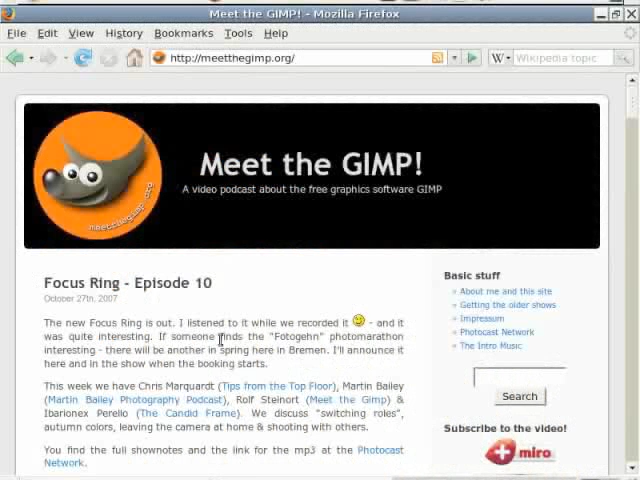 Meet the GIMP! - Mozilla Firefox
File Edit View History Bookmarks Tools Help
http://meetthegimp.org/
W Wikipedia topic
meetthegimp.org
Meet the GIMP!
A video podcast about the free graphics software GIMP
Focus Ring - Episode 10
October 27th, 2007
The new Focus Ring is out. I listened to it while we recorded it - and it
was quite interesting. If someone finds the "Fotogehn" photomarathon
interesting - there will be another in spring here in Bremen. I'll announce it
here and in the show when the booking starts.
This week we have Chris Marquardt (Tips from the Top Floor), Martin Bailey
(Martin Bailey Photography Podcast), Rolf Steinort (Meet the Gimp) &
Ibarionex Perello (The Candid Frame). We discuss "switching roles",
autumn colors, leaving the camera at home & shooting with others.
You find the full shownotes and the link for the mp3 at the Photocast
Network.
Basic stuff
About me and this site
Getting the older shows
Impressum
Photocast Network
The Intro Music
Search
Subscribe to the video!
miro